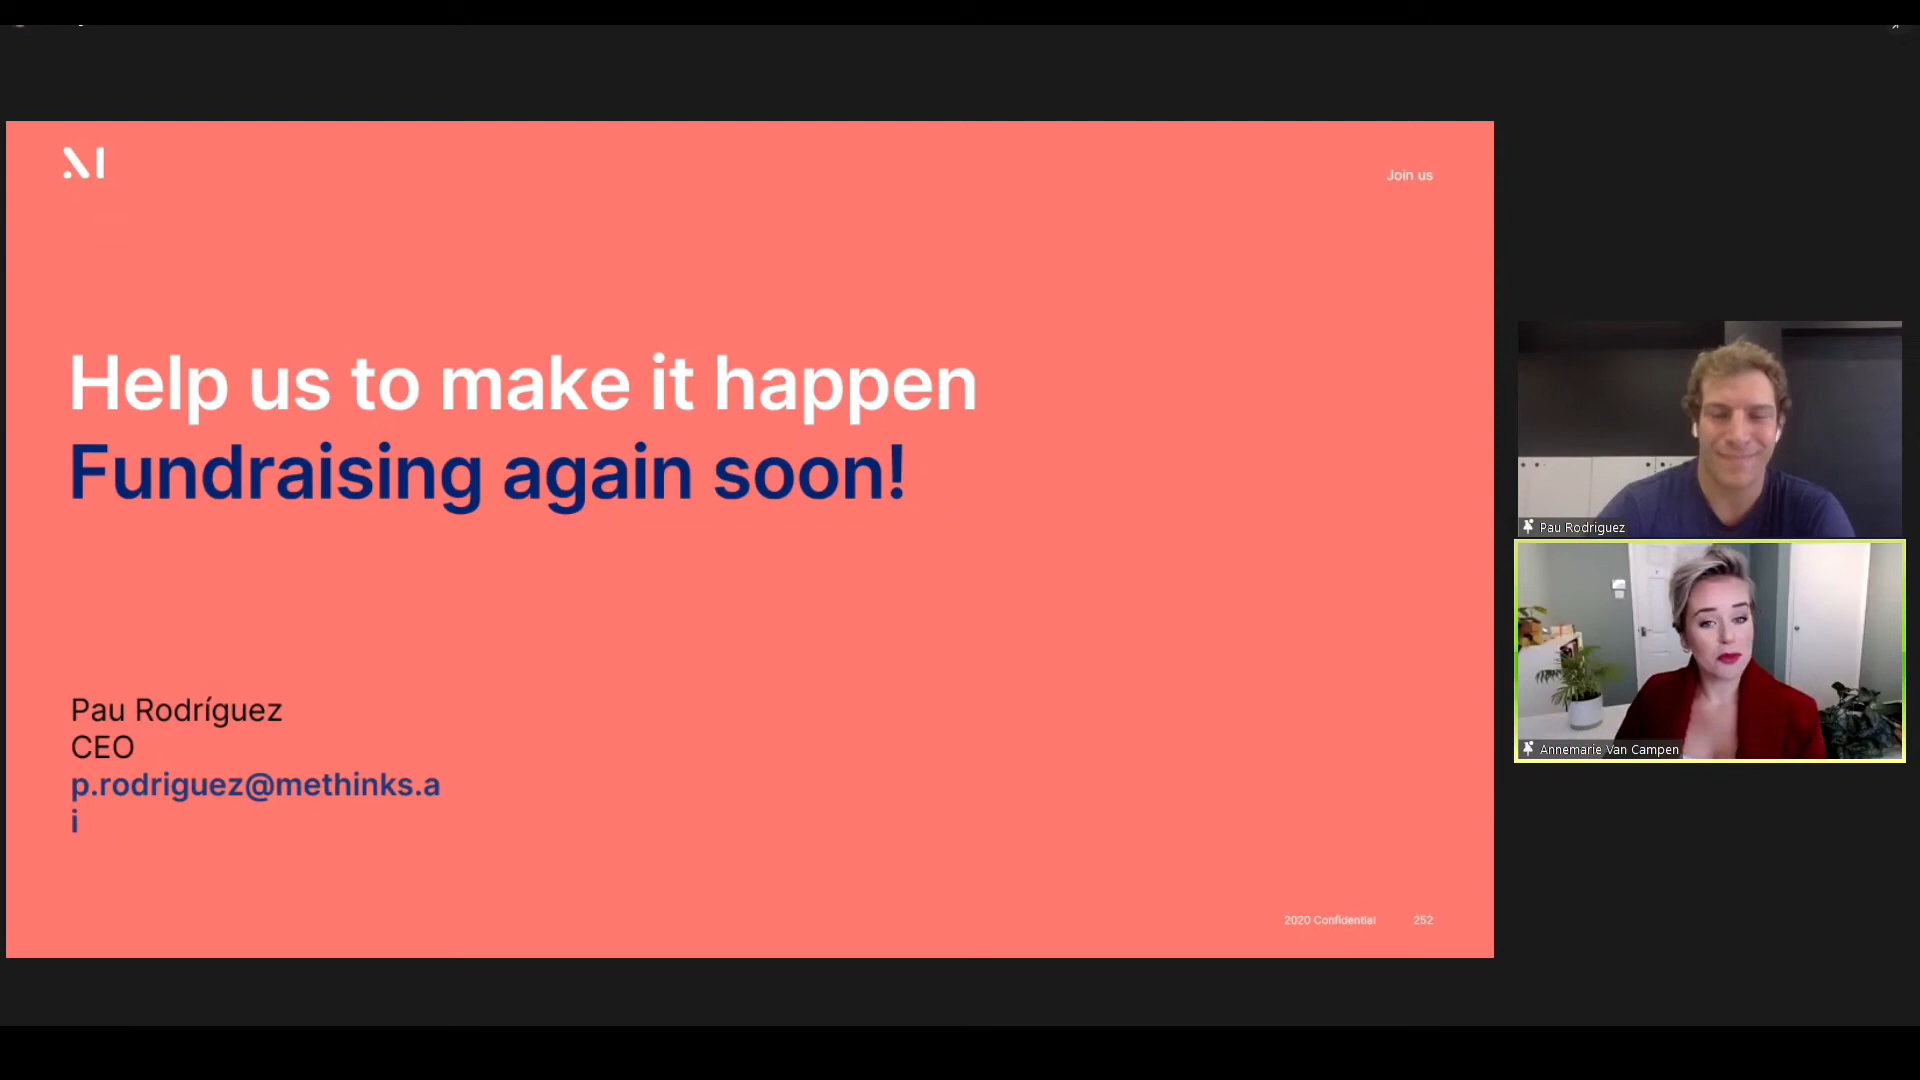 Join us
Help us to make it happen
Fundraising again soon!
Pau Rodríguez
CEO
p.rodriguez@methinks.a
i
2020 Confidential 252
Pau Rodriguez
Annemarie Van Campen